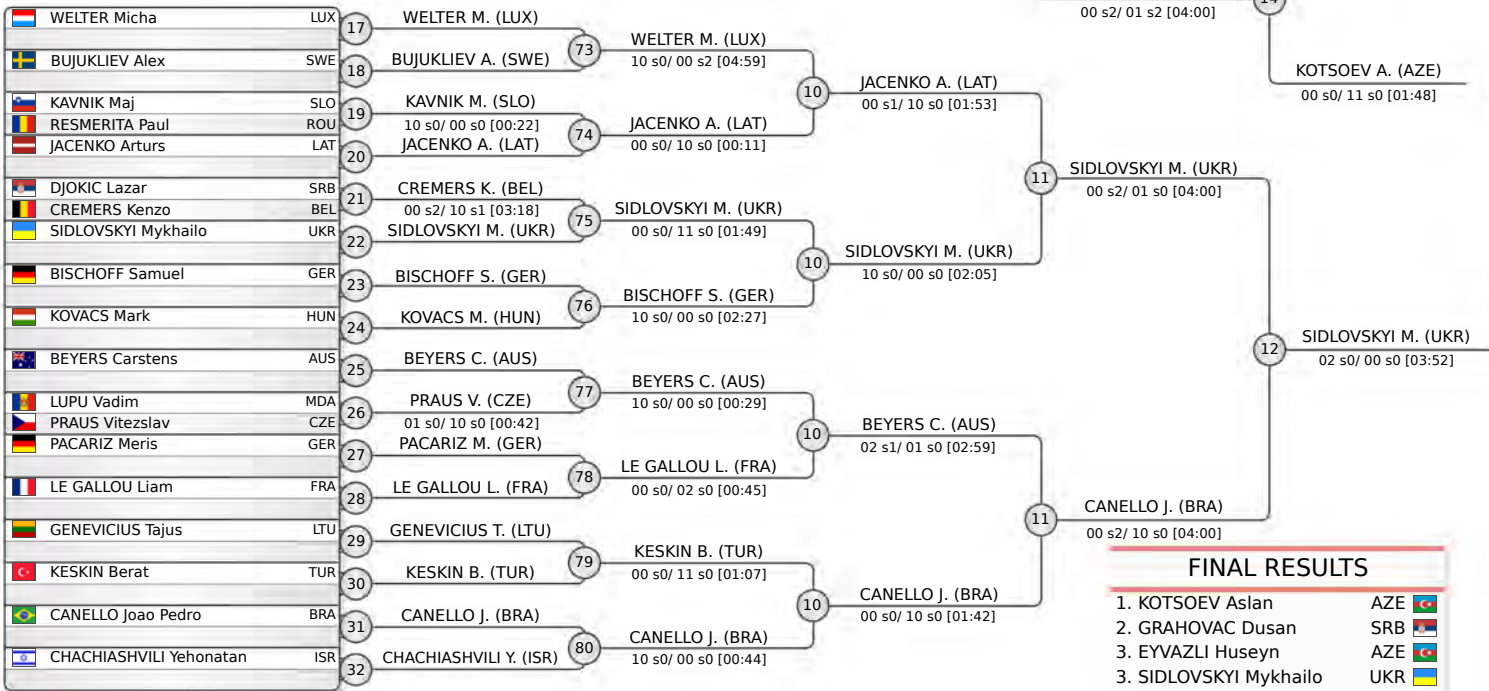 WELTER Micha LUX
BUJUKLIEV Alex SWE
KAVNIK Maj SLO
RESMERITA Paul ROU
JACENKO Arturs LAT
DJOKIC Lazar SRB
CREMERS Kenzo BEL
SIDLOVSKYI Mykhailo UKR
BISCHOFF Samuel GER
KOVACS Mark HUN
BEYERS Carstens AUS
LUPU Vadim MDA
PRAUS Vitezslav CZE
PACARIZ Meris GER
LE GALLOU Liam FRA
GENEVICIUS Tajus LTU
KESKIN Berat TUR
CANELLO Joao Pedro BRA
CHACHIASHVILI Yehonatan ISR
17
18
19
20
21
22
23
24
25
26
27
28
29
30
31
32
WELTER M. (LUX)
BUJUKLIEV A. (SWE)
KAVNIK M. (SLO)
10 s0/ 00 s0 [00:22]
JACENKO A. (LAT)
CREMERS K. (BEL)
00 s2/ 10 s1 [03:18]
SIDLOVSKYI M. (UKR)
BISCHOFF S. (GER)
KOVACS M. (HUN)
BEYERS C. (AUS)
PRAUS V. (CZE)
01 s0/ 10 s0 [00:42]
PACARIZ M. (GER)
LE GALLOU L. (FRA)
GENEVICIUS T. (LTU)
KESKIN B. (TUR)
CANELLO J. (BRA)
CHACHIASHVILI Y. (ISR)
73
74
75
76
77
78
79
80
WELTER M. (LUX)
10 s0/ 00 s2 [04:59]
JACENKO A. (LAT)
00 s0/ 10 s0 [00:11]
SIDLOVSKYI M. (UKR)
00 s0/ 11 s0 [01:49]
BISCHOFF S. (GER)
10 s0/ 00 s0 [02:27]
BEYERS C. (AUS)
10 s0/ 00 s0 [00:29]
LE GALLOU L. (FRA)
00 s0/ 02 s0 [00:45]
KESKIN B. (TUR)
00 s0/ 11 s0 [01:07]
CANELLO J. (BRA)
10 s0/ 00 s0 [00:44]
10
10
10
10
JACENKO A. (LAT)
00 s1/ 10 s0 [01:53]
SIDLOVSKYI M. (UKR)
10 s0/ 00 s0 [02:05]
BEYERS C. (AUS)
02 s1/ 01 s0 [02:59]
CANELLO J. (BRA)
00 s0/ 10 s0 [01:42]
11
11
00 s2/ 01 s2 [04:00]
SIDLOVSKYI M. (UKR)
00 s2/ 01 s0 [04:00]
CANELLO J. (BRA)
00 s2/ 10 s0 [04:00]
12
KOTSOEV A. (AZE)
00 s0/ 11 s0 [01:48]
SIDLOVSKYI M. (UKR)
02 s0/ 00 s0 [03:52]
FINAL RESULTS
1. KOTSOEV Aslan AZE
2. GRAHOVAC Dusan SRB
3. EYVAZLI Huseyn AZE
3. SIDLOVSKYI Mykhailo UKR